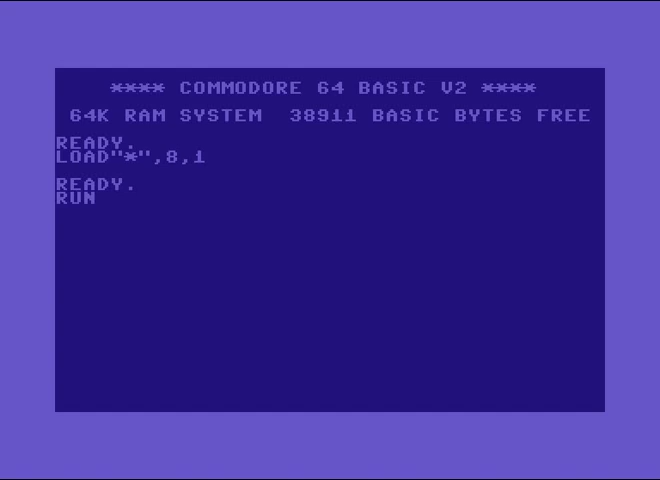 **** COMMODORE 64 BASIC V2 ****
64K RAM SYSTEM  38911 BASIC BYTES FREE
READY.
LOAD"*",8,1
READY.
RUN